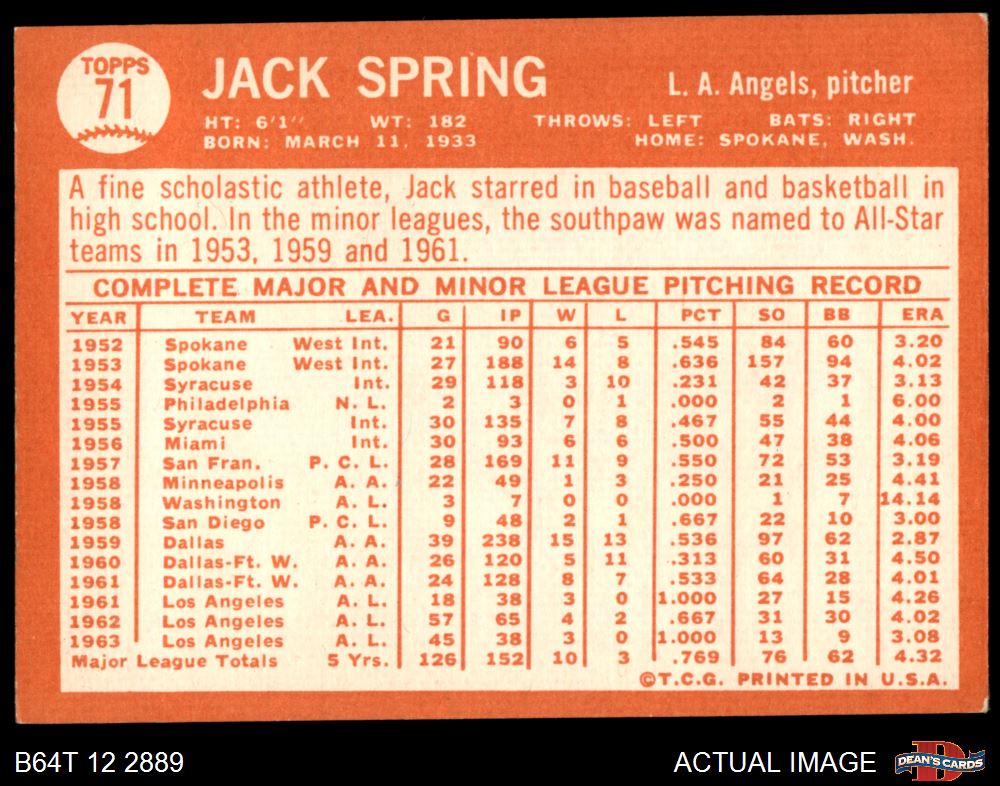 TOPPS
71
JACK SPRING
L. A. Angels, pitcher
HT: 6'1'' WT: 182 THROWS: LEFT BATS: RIGHT
BORN: MARCH 11, 1933 HOME: SPOKANE, WASH.
A fine scholastic athlete, Jack starred in baseball and basketball in
high school. In the minor leagues, the southpaw was named to All-Star
teams in 1953, 1959 and 1961.
COMPLETE MAJOR AND MINOR LEAGUE PITCHING RECORD
YEAR TEAM LEA. G IP W L PCT SO BB ERA
1952 Spokane West Int. 21 90 6 5 .545 84 60 3.20
1953 Spokane West Int. 27 188 14 8 .636 157 94 4.02
1954 Syracuse Int. 29 118 3 10 .231 42 37 3.13
1955 Philadelphia N. L. 2 3 0 1 .000 2 1 6.00
1955 Syracuse Int. 30 135 7 8 .467 55 44 4.00
1956 Miami Int. 30 93 6 6 .500 47 38 4.06
1957 San Fran. P. C. L. 28 169 11 9 .550 72 53 3.19
1958 Minneapolis A. A. 22 49 1 3 .250 21 25 4.41
1958 Washington A. L. 3 7 0 0 .000 1 7 14.14
1958 San Diego P. C. L. 9 48 2 1 .667 22 10 3.00
1959 Dallas A. A. 39 238 15 13 .536 97 62 2.87
1960 Dallas-Ft. W. A. A. 26 120 5 11 .313 60 31 4.50
1961 Dallas-Ft. W. A. A. 24 128 8 7 .533 64 28 4.01
1961 Los Angeles A. L. 18 38 3 0 1.000 27 15 4.26
1962 Los Angeles A. L. 57 65 4 2 .667 31 30 4.02
1963 Los Angeles A. L. 45 38 3 0 1.000 13 9 3.08
Major League Totals 5 Yrs. 126 152 10 3 .769 76 62 4.32
©T.C.G. PRINTED IN U.S.A.
B64T 12 2889
ACTUAL IMAGE
D
DEAN'S CARDS